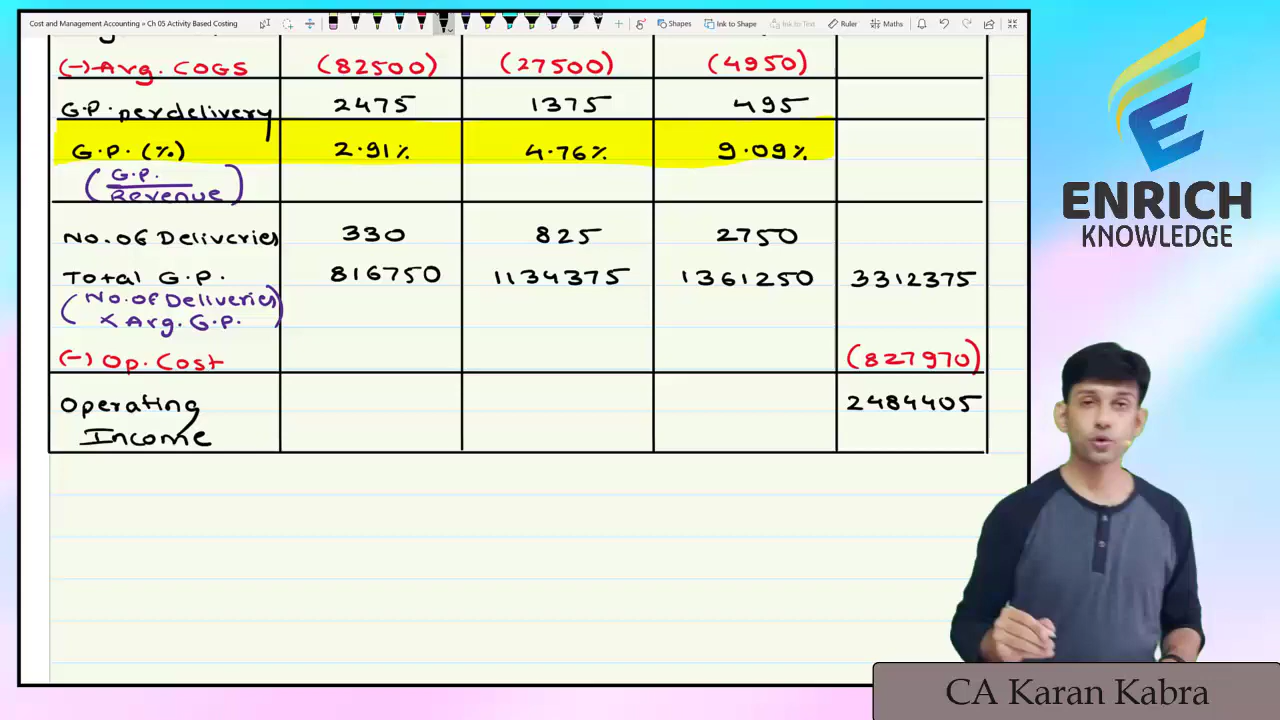 Cost and Management Accounting » Ch 05 Activity Based Costing
Shapes Ink to Shape Ink to Text Ruler Maths
(-) Avg. COGS (82500) (27500) (4950)
G.P. per delivery 2475 1375 495
G.P. (%) 2.91% 4.76% 9.09%
(G.P.
Revenue)
No. of Deliveries 330 825 2750
Total G.P. 816750 1134375 1361250 3312375
(No. of Deliveries
× Avg. G.P.)
(-) Op. Cost (827970)
Operating 2484405
Income
ENRICH
KNOWLEDGE
CA Karan Kabra